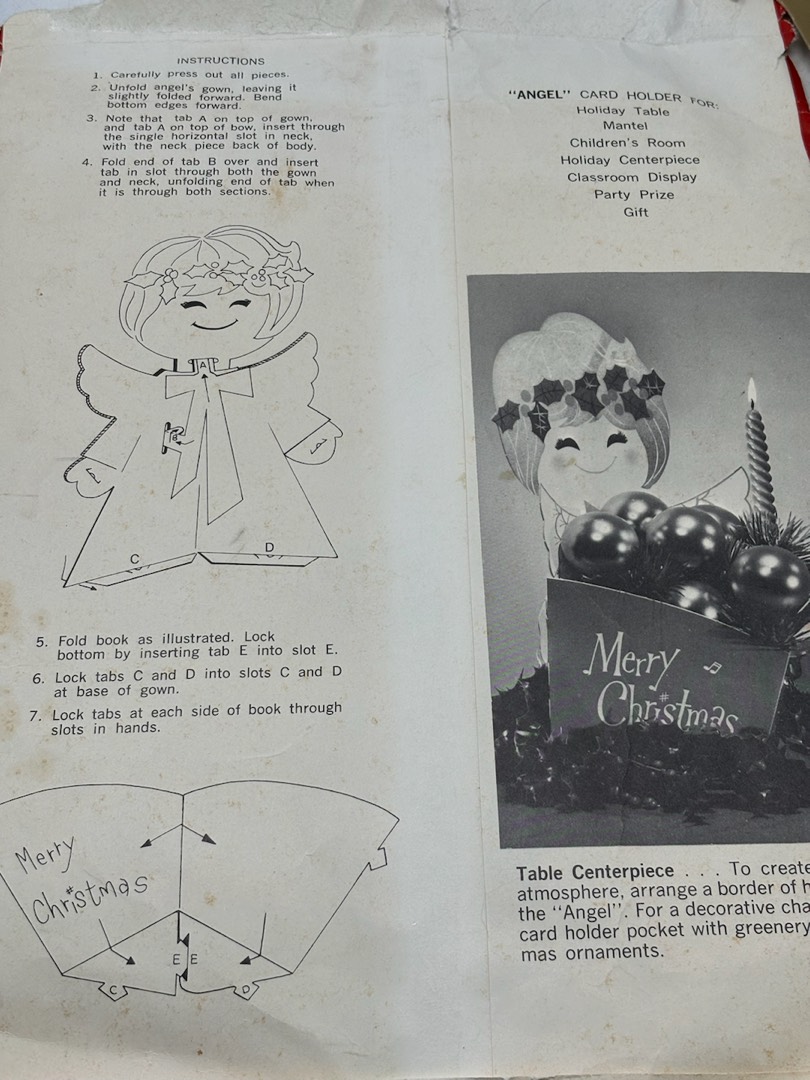 INSTRUCTIONS
1. Carefully press out all pieces.
2. Unfold angel's gown, leaving it
slightly folded forward. Bend
bottom edges forward.
3. Note that tab A on top of gown,
and tab A on top of bow, insert through
the single horizontal slot in neck,
with the neck piece back of body.
4. Fold end of tab B over and insert
tab in slot through both the gown
and neck, unfolding end of tab when
it is through both sections.
A
B
A
C
D
5. Fold book as illustrated. Lock
bottom by inserting tab E into slot E.
6. Lock tabs C and D into slots C and D
at base of gown.
7. Lock tabs at each side of book through
slots in hands.
Merry
Christmas
E E
C
D
"ANGEL" CARD HOLDER FOR:
Holiday Table
Mantel
Children's Room
Holiday Centerpiece
Classroom Display
Party Prize
Gift
Merry
Christmas
Table Centerpiece . . . To create
atmosphere, arrange a border of h
the "Angel". For a decorative cha
card holder pocket with greenery
mas ornaments.